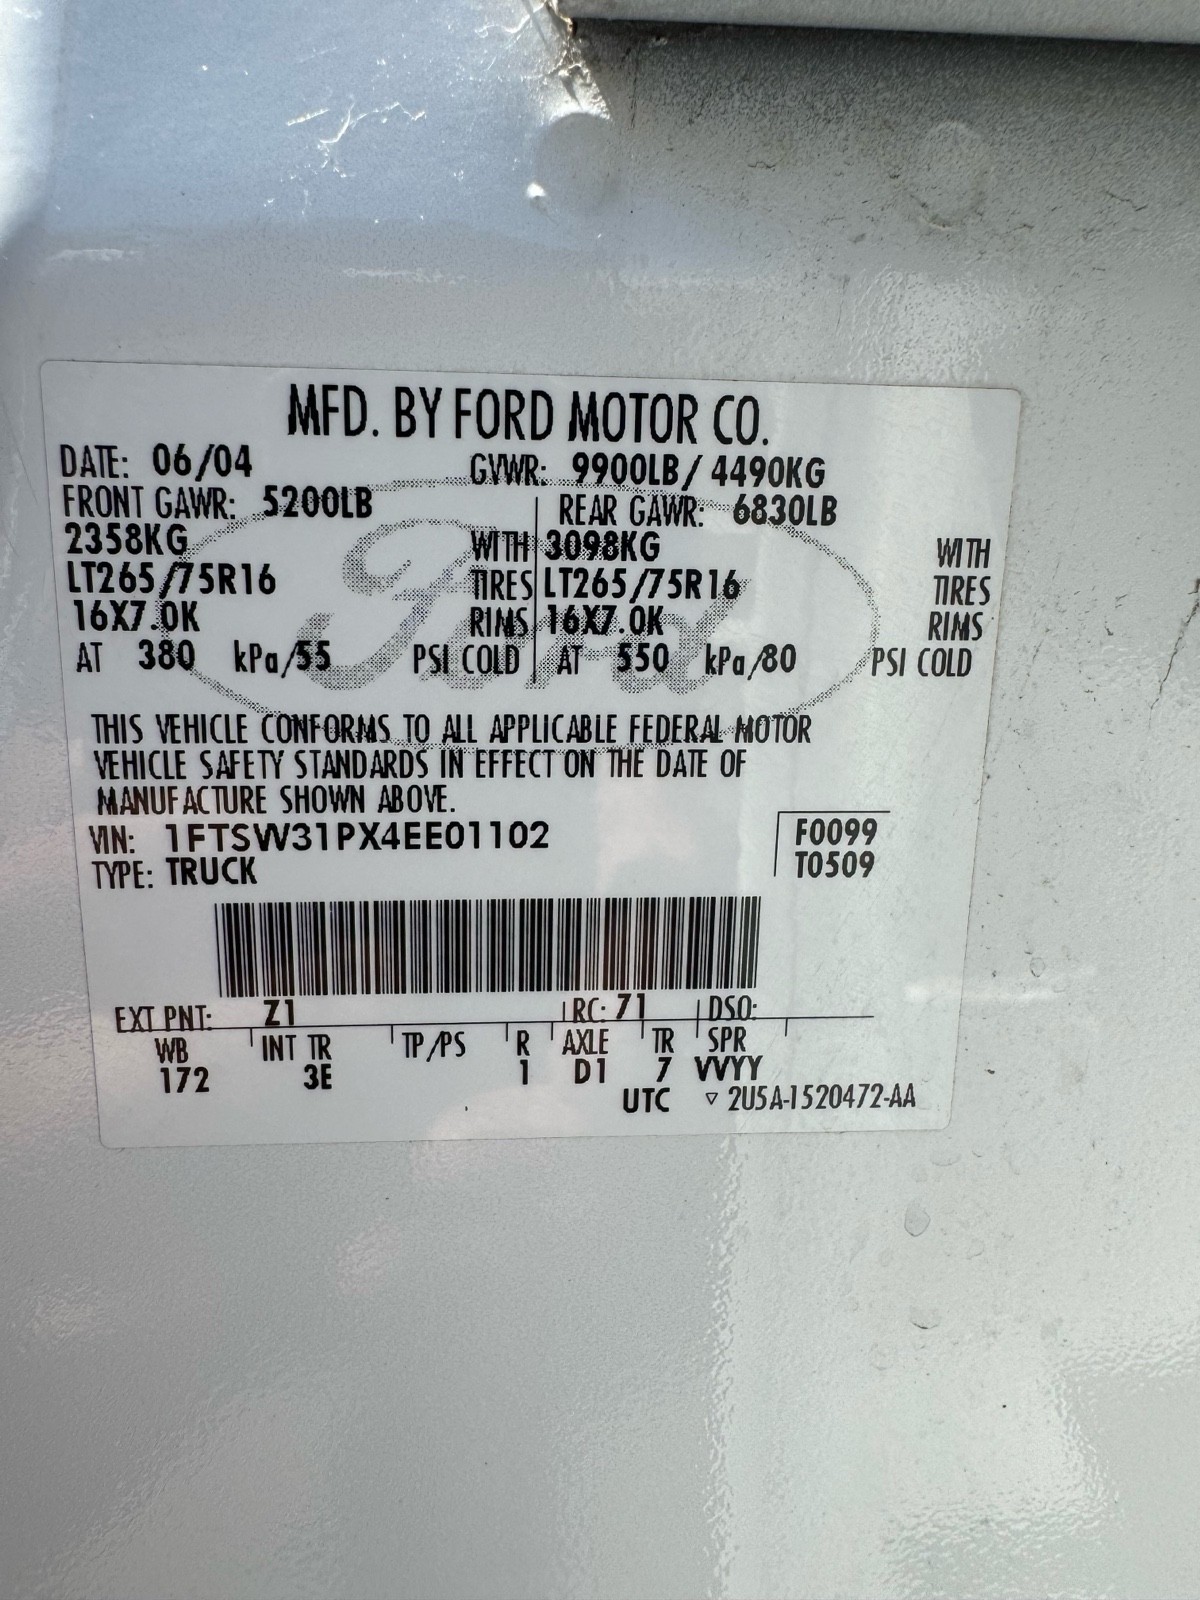 MFD. BY FORD MOTOR CO.
DATE: 06/04 GVWR: 9900LB/ 4490KG
FRONT GAWR: 5200LB REAR GAWR: 6830LB
2358KG WITH 3098KG WITH
LT265/75R16 TIRES LT265/75R16 TIRES
16X7.0K RIMS 16X7.0K RIMS
AT 380 kPa/55 PSI COLD AT 550 kPa/80 PSI COLD
Ford
THIS VEHICLE CONFORMS TO ALL APPLICABLE FEDERAL MOTOR
VEHICLE SAFETY STANDARDS IN EFFECT ON THE DATE OF
MANUFACTURE SHOWN ABOVE.
VIN: 1FTSW31PX4EE01102 F0099
TYPE: TRUCK T0509
EXT PNT: Z1 RC: 71 DSO:
WB INT TR TP/PS R AXLE TR SPR
172 3E 1 D1 7 VVYY
UTC ▽ 2U5A-1520472-AA